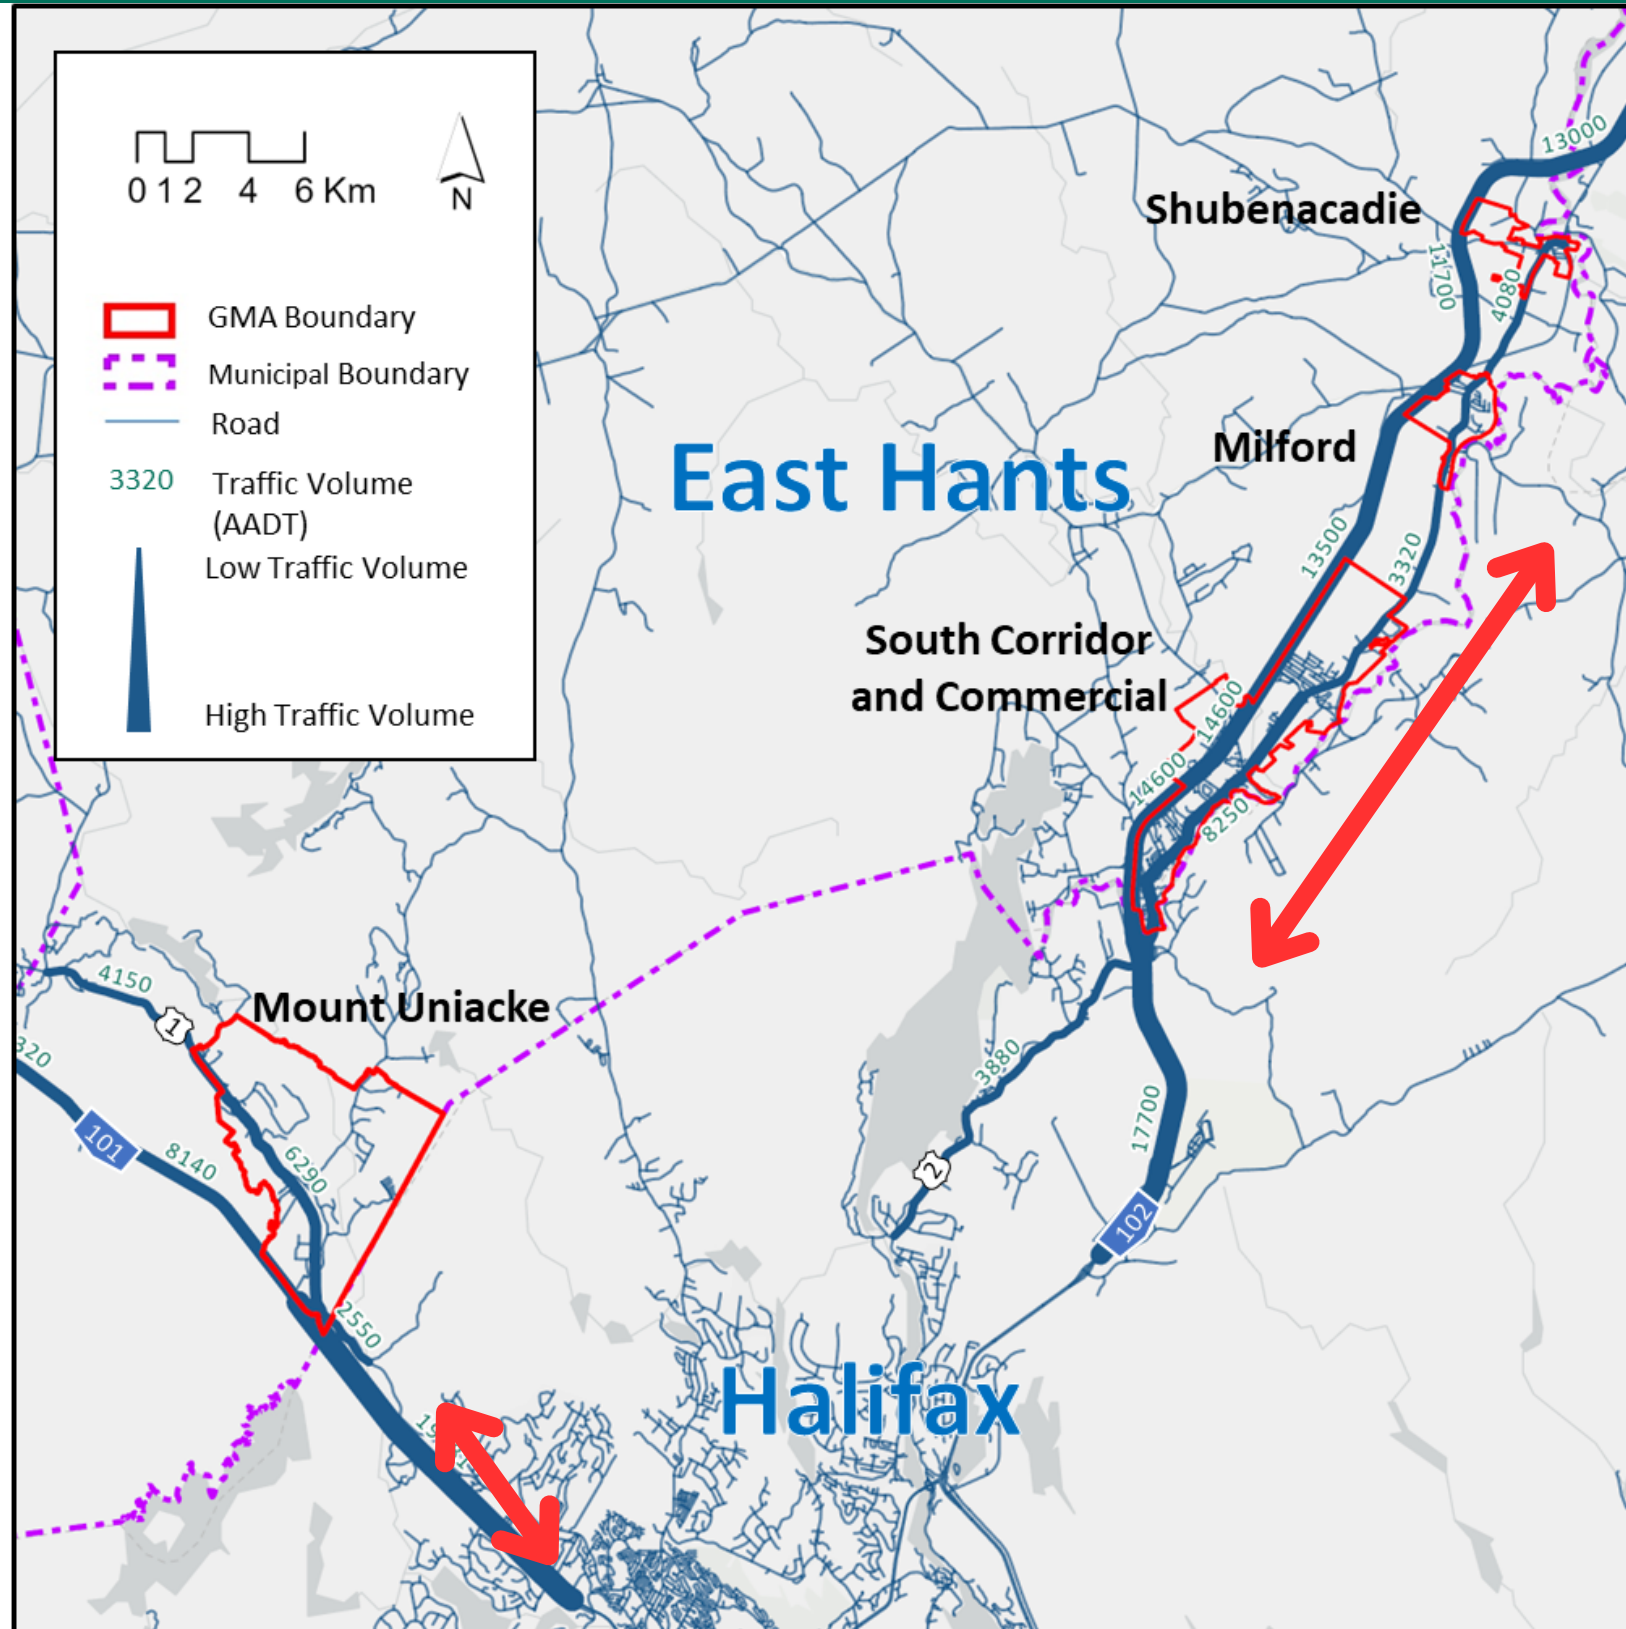 0 1 2 4 6 Km
N
GMA Boundary
Municipal Boundary
Road
3320
Traffic Volume
(AADT)
Low Traffic Volume
High Traffic Volume
13000
Shubenacadie
11700
4080
Milford
East Hants
13500
3320
South Corridor
and Commercial
14600
14600
8250
4150
1
Mount Uniacke
320
101
8140
6290
3880
17700
2
102
2550
Halifax